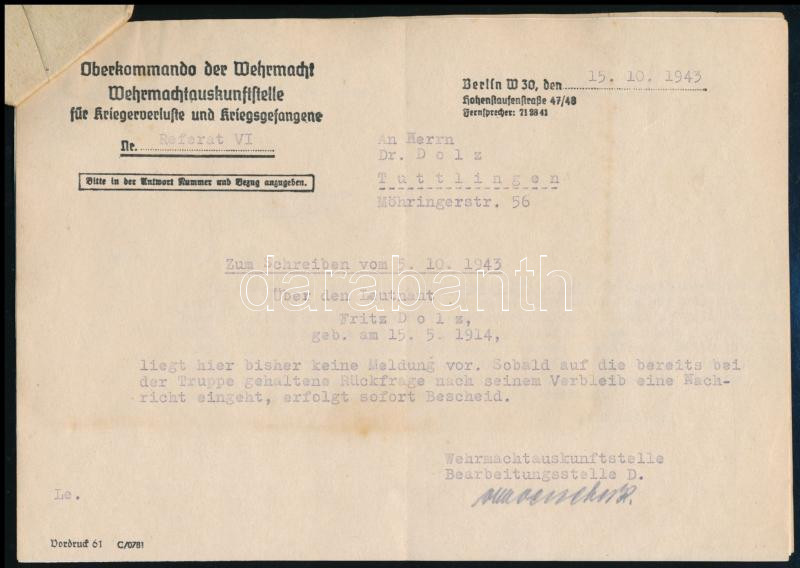 Oberkommando der Wehrmacht
Wehrmachtauskunftstelle
für Kriegerverluste und Kriegsgefangene
Nr. Referat VI
Bitte in der Antwort Nummer und Bezug anzugeben.
Berlin W 30, den 15. 10. 1943
Hohenstaufenstraße 47/48
Fernsprecher: 21 28 41
An Herrn
Dr. Dolz
Tuttlingen
Möhringerstr. 56
Zum Schreiben vom 5. 10. 1943
Über den Leutnant
Fritz Dolz,
geb. am 15. 5. 1914,
liegt hier bisher keine Meldung vor. Sobald auf die bereits bei
der Truppe gehaltene Rückfrage nach seinem Verbleib eine Nach-
richt eingeht, erfolgt sofort Bescheid.
Wehrmachtauskunftstelle
Bearbeitungsstelle D.
Le.
Vordruck 61 C/0781
darabanth.com